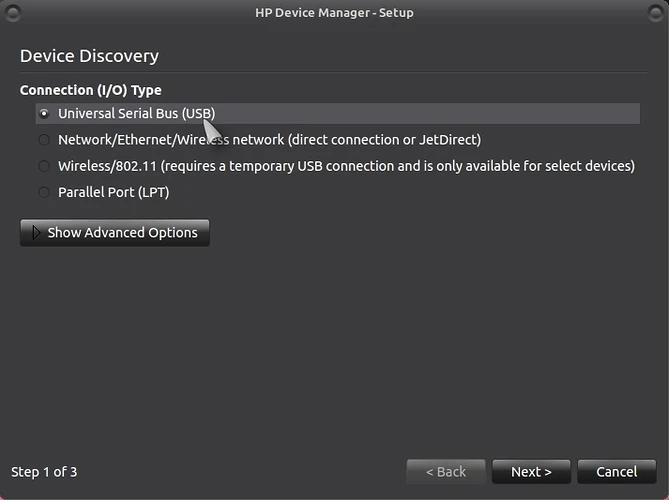 HP Device Manager - Setup
Device Discovery
Connection (I/O) Type
Universal Serial Bus (USB)
Network/Ethernet/Wireless network (direct connection or JetDirect)
Wireless/802.11 (requires a temporary USB connection and is only available for select devices)
Parallel Port (LPT)
Show Advanced Options
Step 1 of 3
< Back
Next >
Cancel